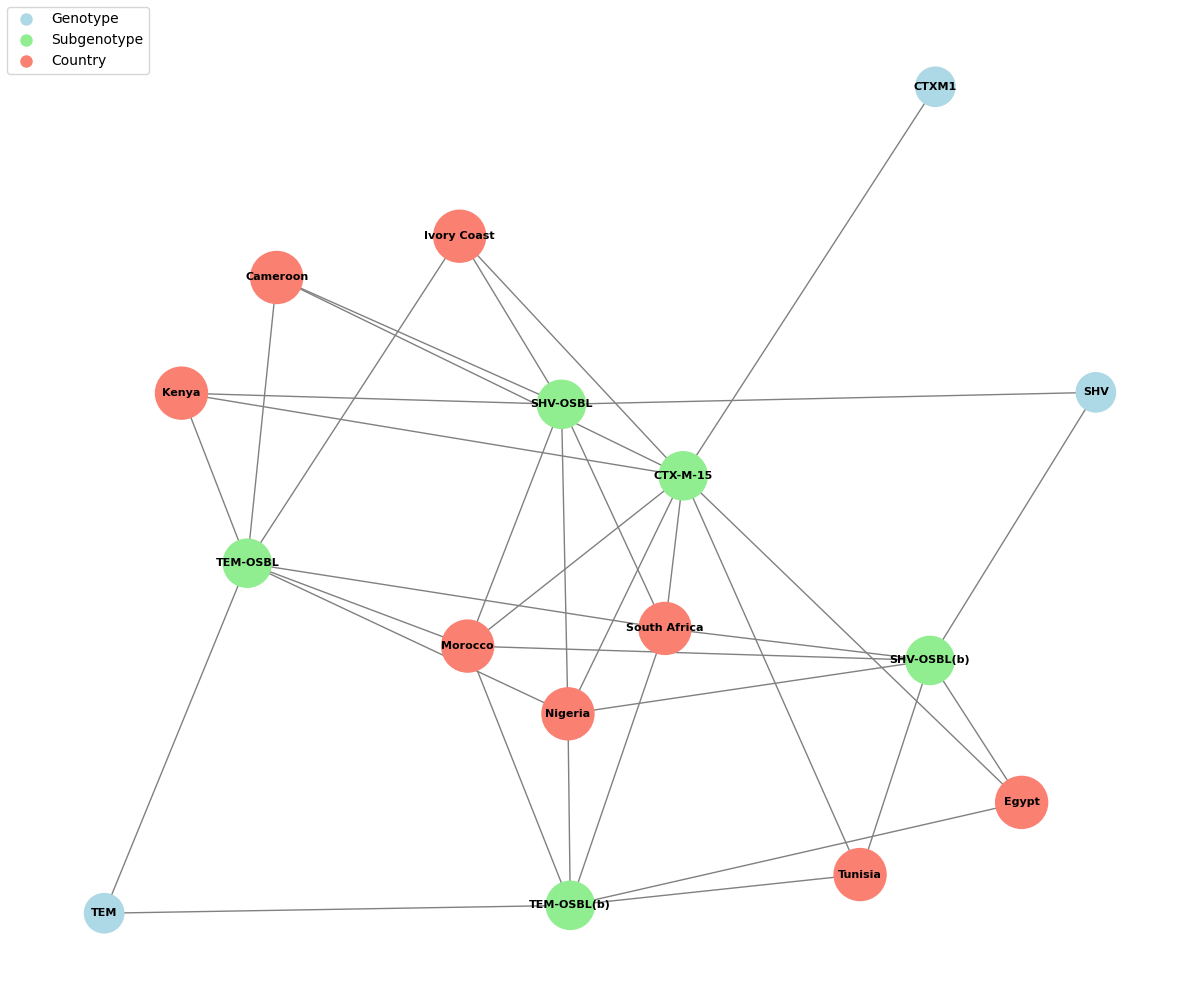 Genotype
Subgenotype
Country
CTXM1
Ivory Coast
Cameroon
Kenya
SHV-OSBL
SHV
CTX-M-15
TEM-OSBL
South Africa
Morocco
SHV-OSBL(b)
Nigeria
Egypt
Tunisia
TEM-OSBL(b)
TEM